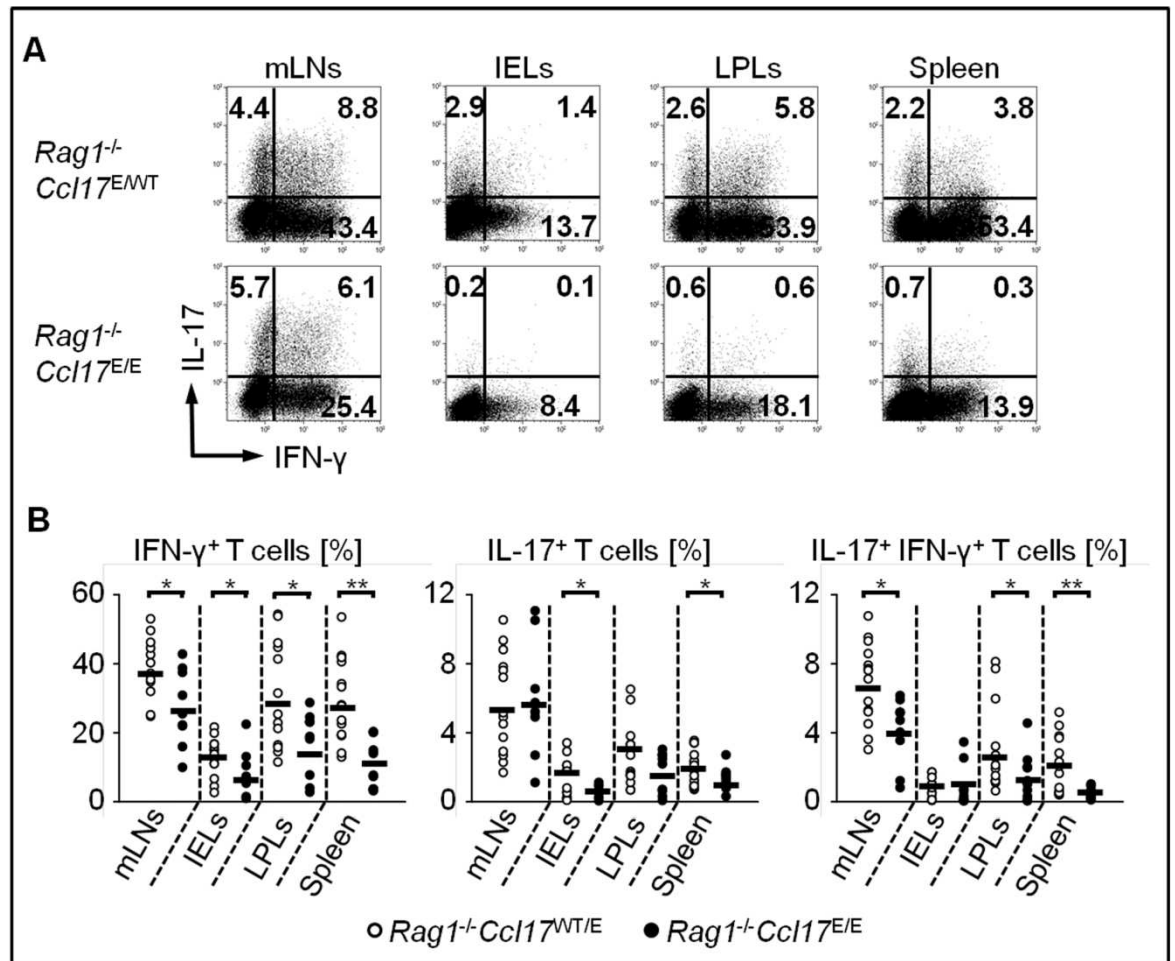 A
mLNs IELs LPLs Spleen
Rag1-/-
Ccl17E/WT
4.4 8.8 2.9 1.4 2.6 5.8 2.2 3.8
43.4 13.7 53.9 53.4
Rag1-/-
Ccl17E/E
5.7 6.1 0.2 0.1 0.6 0.6 0.7 0.3
25.4 8.4 18.1 13.9
IL-17
IFN-γ
B
IFN-γ+ T cells [%] IL-17+ T cells [%] IL-17+ IFN-γ+ T cells [%]
* * * ** * * * * **
60 12 12
40 8 8
20 4 4
0 0 0
mLNs IELs LPLs Spleen mLNs IELs LPLs Spleen mLNs IELs LPLs Spleen
Rag1-/-Ccl17WT/E Rag1-/-Ccl17E/E